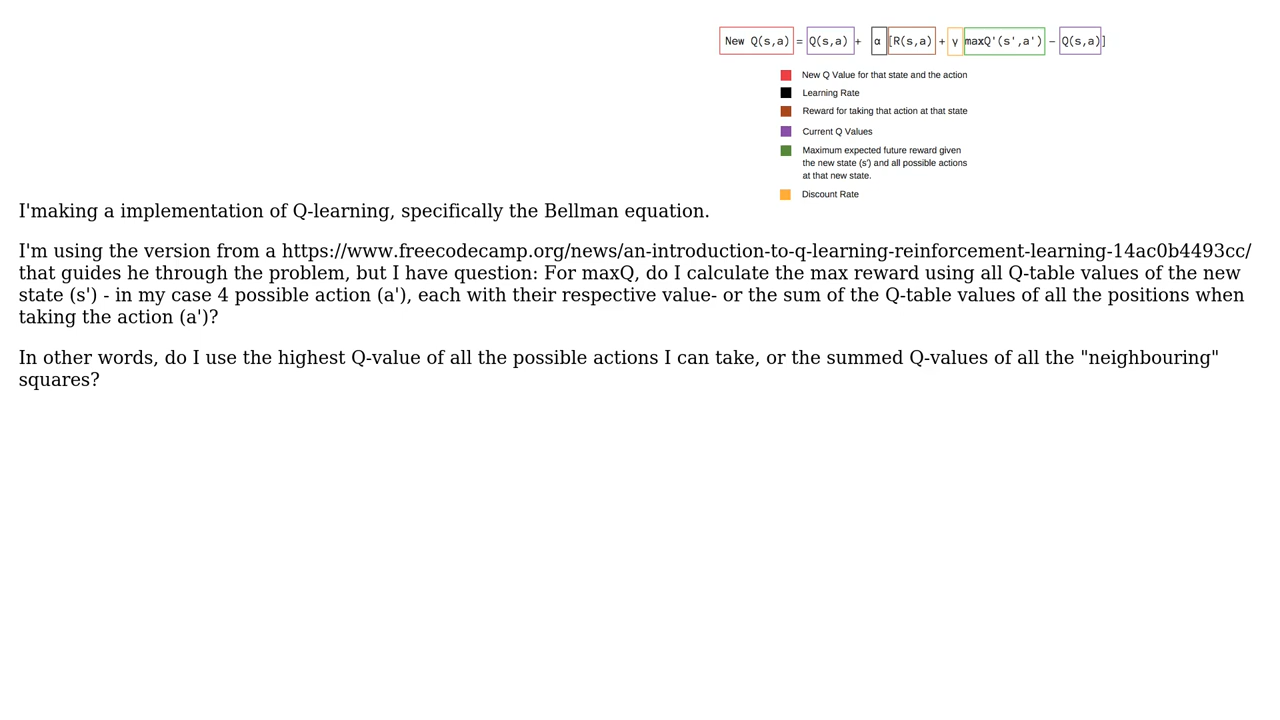 New Q(s,a) = Q(s,a) + α [R(s,a) + γ maxQ'(s',a') − Q(s,a)]
New Q Value for that state and the action
Learning Rate
Reward for taking that action at that state
Current Q Values
Maximum expected future reward given
the new state (s') and all possible actions
at that new state.
Discount Rate
I'making a implementation of Q-learning, specifically the Bellman equation.
I'm using the version from a https://www.freecodecamp.org/news/an-introduction-to-q-learning-reinforcement-learning-14ac0b4493cc/
that guides he through the problem, but I have question: For maxQ, do I calculate the max reward using all Q-table values of the new
state (s') - in my case 4 possible action (a'), each with their respective value- or the sum of the Q-table values of all the positions when
taking the action (a')?
In other words, do I use the highest Q-value of all the possible actions I can take, or the summed Q-values of all the "neighbouring"
squares?